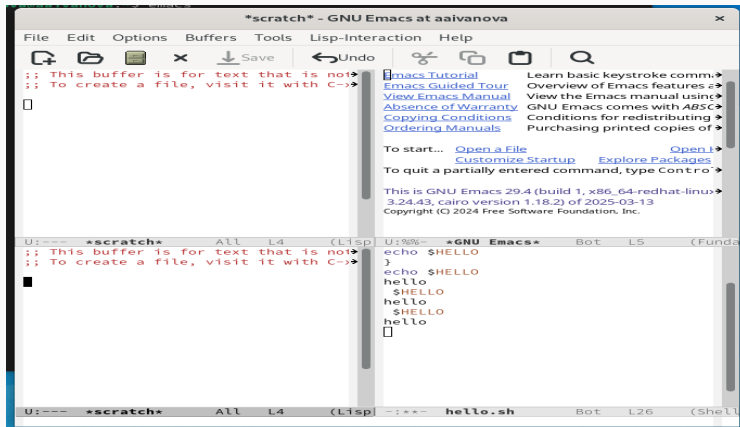 *scratch* - GNU Emacs at aaivanova
File Edit Options Buffers Tools Lisp-Interaction Help
Save Undo
;; This buffer is for text that is not
;; To create a file, visit it with C-
Emacs Tutorial Learn basic keystroke comm
Emacs Guided Tour Overview of Emacs features
View Emacs Manual View the Emacs manual using
Absence of Warranty GNU Emacs comes with ABSO
Copying Conditions Conditions for redistributing
Ordering Manuals Purchasing printed copies of
To start... Open a File Open
Customize Startup Explore Packages
To quit a partially entered command, type Contro
This is GNU Emacs 29.4 (build 1, x86_64-redhat-linu
3.24.43, cairo version 1.18.2) of 2025-03-13
Copyright (C) 2024 Free Software Foundation, Inc.
U:--- *scratch* All L4 (Lisp
U:%%- *GNU Emacs* Bot L5 (Funda
;; This buffer is for text that is not
;; To create a file, visit it with C-
echo $HELLO
}
echo $HELLO
hello
$HELLO
hello
$HELLO
hello
U:--- *scratch* All L4 (Lisp
-:**- hello.sh Bot L26 (Shell